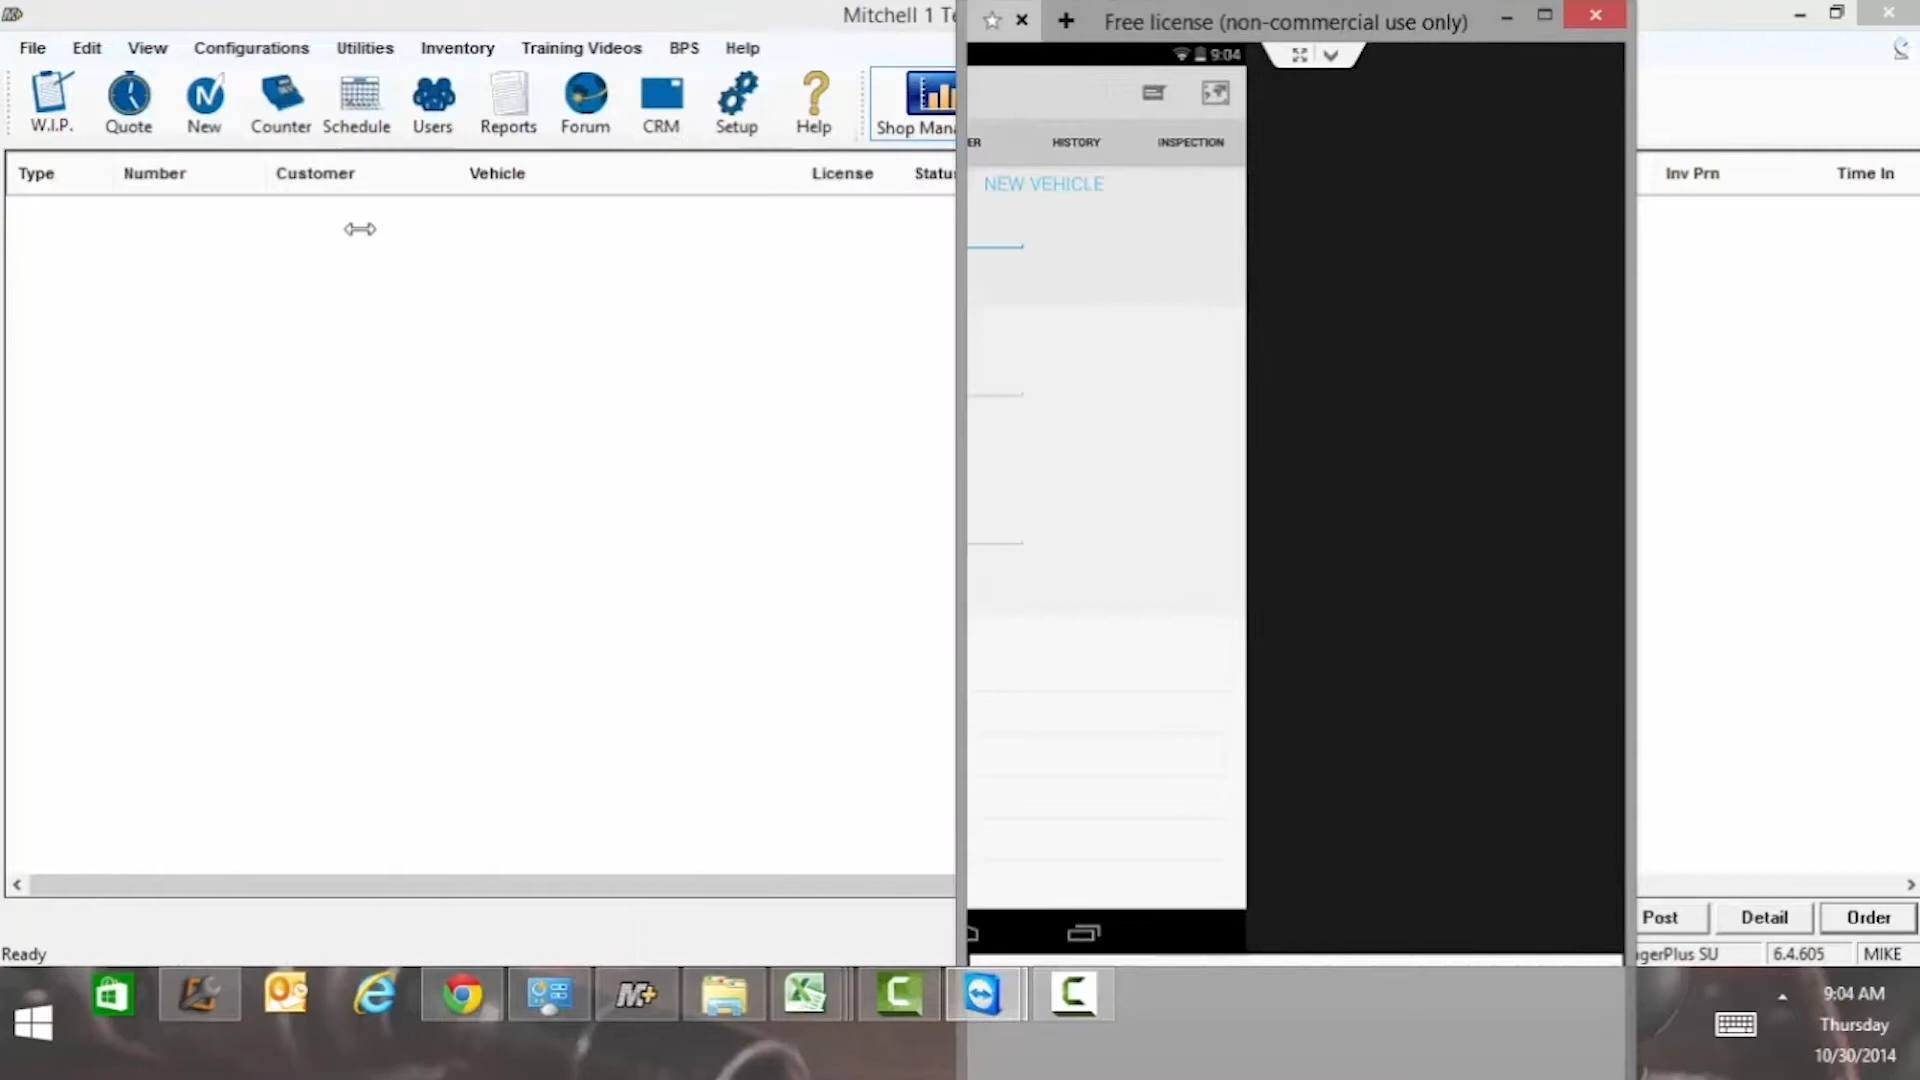 Mitchell 1 Te
Free license (non-commercial use only)
File Edit View Configurations Utilities Inventory Training Videos BPS Help
9:04
W.I.P. Quote New Counter Schedule Users Reports Forum CRM Setup Help Shop Mana
ER HISTORY INSPECTION
Type Number Customer Vehicle License Statu Inv Prn Time In
NEW VEHICLE
Post Detail Order
Ready
gerPlus SU 6.4.605 MIKE
9:04 AM
Thursday
10/30/2014